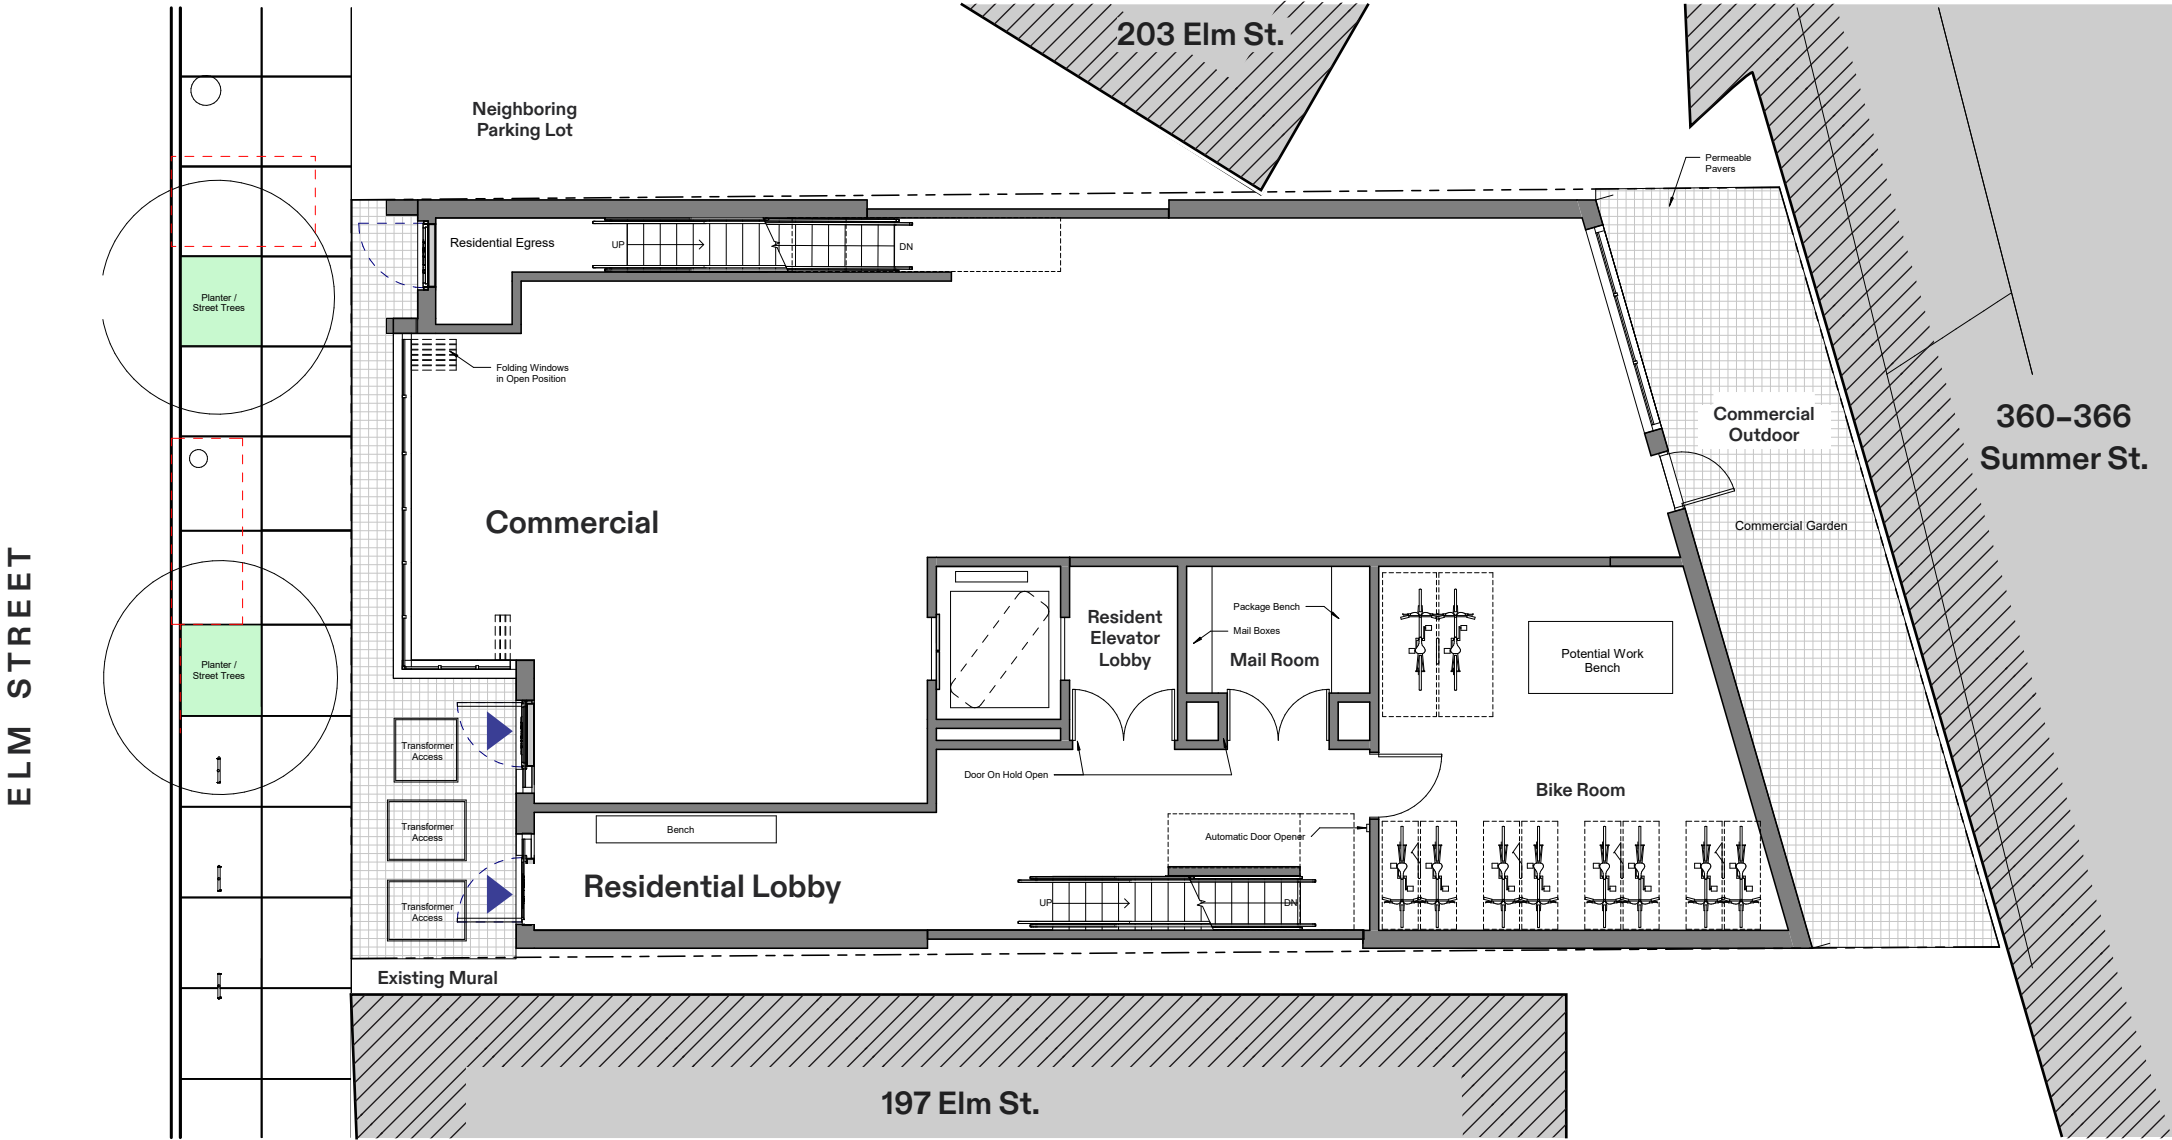 203 Elm St.
Neighboring
Parking Lot
Permeable
Pavers
Residential Egress
UP
DN
Planter /
Street Trees
Folding Windows
in Open Position
Commercial
Outdoor
360–366
Summer St.
Commercial
Commercial Garden
ELM STREET
Resident
Elevator
Lobby
Package Bench
Mail Boxes
Mail Room
Potential Work
Bench
Planter /
Street Trees
Transformer
Access
Door On Hold Open
Bike Room
Transformer
Access
Bench
Automatic Door Opener
Residential Lobby
Transformer
Access
UP
DN
Existing Mural
197 Elm St.